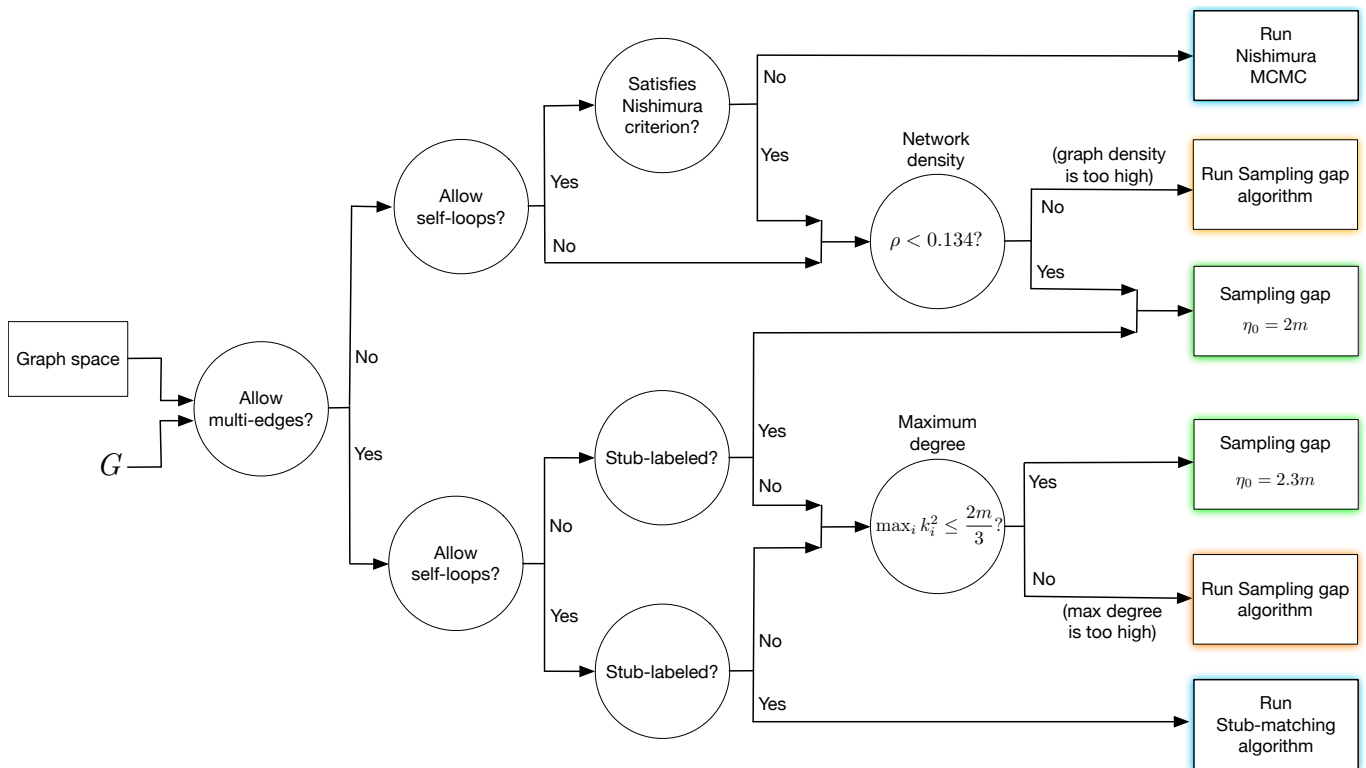 Graph space
G
Allow
multi-edges?
No
Yes
Allow
self-loops?
Yes
No
Satisfies
Nishimura
criterion?
No
Yes
Network
density
ρ < 0.134?
(graph density
is too high)
No
Yes
Run
Nishimura
MCMC
Run Sampling gap
algorithm
Sampling gap
η₀ = 2m
Allow
self-loops?
No
Yes
Stub-labeled?
Yes
No
Stub-labeled?
No
Yes
Maximum
degree
maxᵢ kᵢ² ≤ 2m/3?
Yes
No
(max degree
is too high)
Sampling gap
η₀ = 2.3m
Run Sampling gap
algorithm
Run
Stub-matching
algorithm